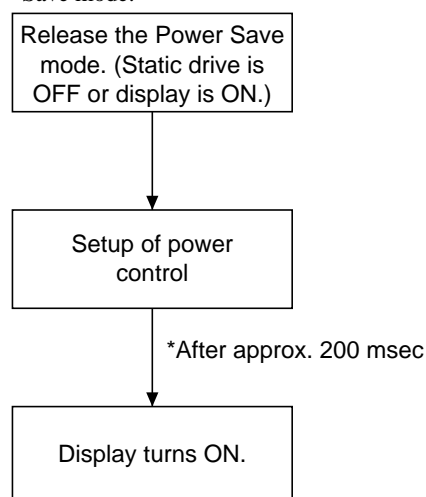 Save mode.
Release the Power Save
mode. (Static drive is
OFF or display is ON.)
Setup of power
control
*After approx. 200 msec
Display turns ON.